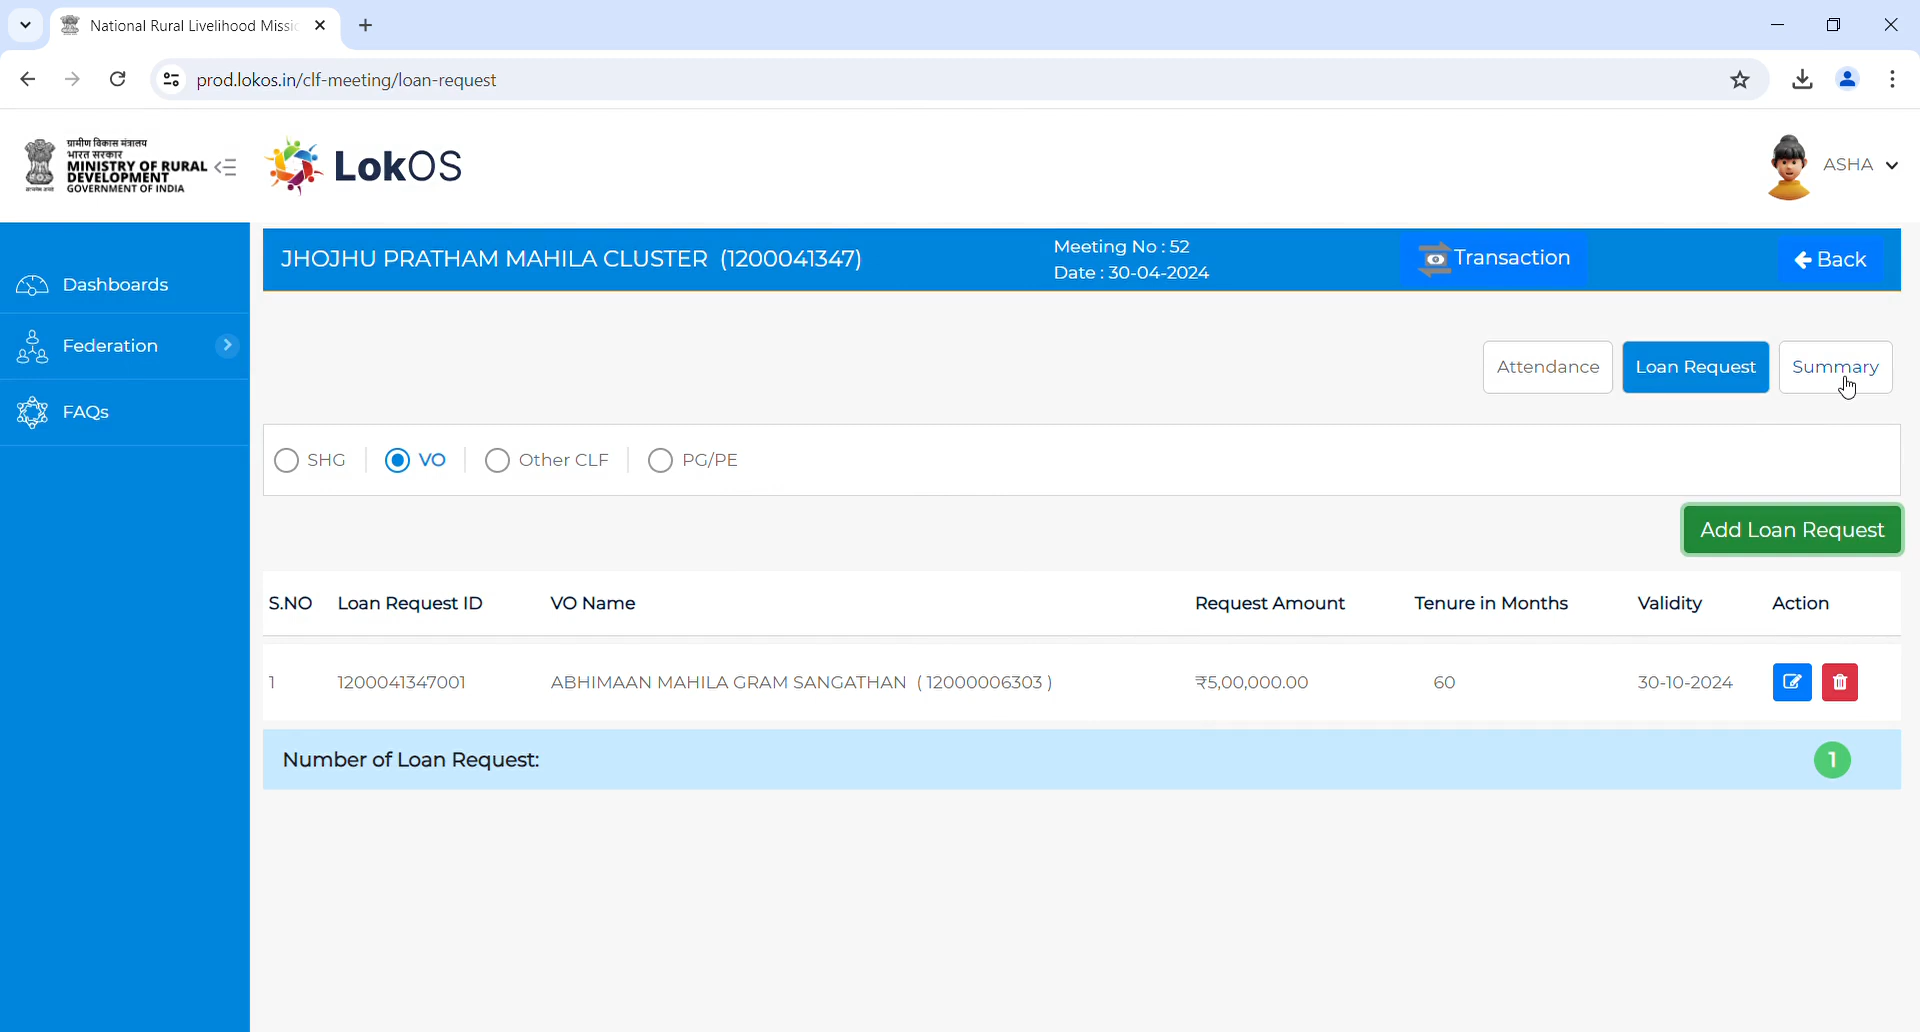 National Rural Livelihood Missic
prod.lokos.in/clf-meeting/loan-request
ग्रामीण विकास मंत्रालय
भारत सरकार
MINISTRY OF RURAL
DEVELOPMENT
GOVERNMENT OF INDIA
LokOS
ASHA
Dashboards
Federation
FAQs
JHOJHU PRATHAM MAHILA CLUSTER (1200041347)
Meeting No : 52
Date : 30-04-2024
Transaction
Back
Attendance
Loan Request
Summary
SHG
VO
Other CLF
PG/PE
Add Loan Request
S.NO Loan Request ID VO Name Request Amount Tenure in Months Validity Action
1 1200041347001 ABHIMAAN MAHILA GRAM SANGATHAN ( 12000006303 ) ₹5,00,000.00 60 30-10-2024
Number of Loan Request: 1